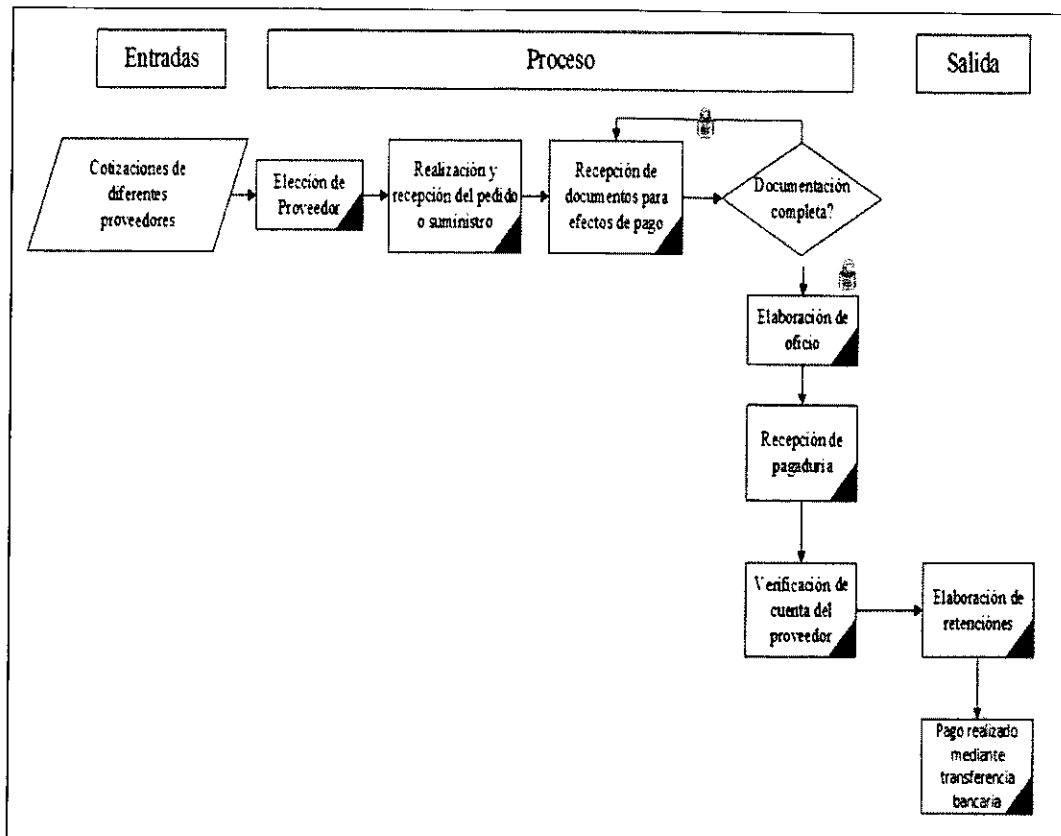 Entradas
Proceso
Salida
Cotizaciones de
diferentes
proveedores
Elección de
Proveedor
Realización y
recepción del pedido
o suministro
Recepción de
documentos para
efectos de pago
Documentación
completa?
Elaboración de
oficio
Recepción de
pagaduria
Verificación de
cuenta del
proveedor
Elaboración de
retenciónes
Pago realizado
mediante
transferencia
bancaria